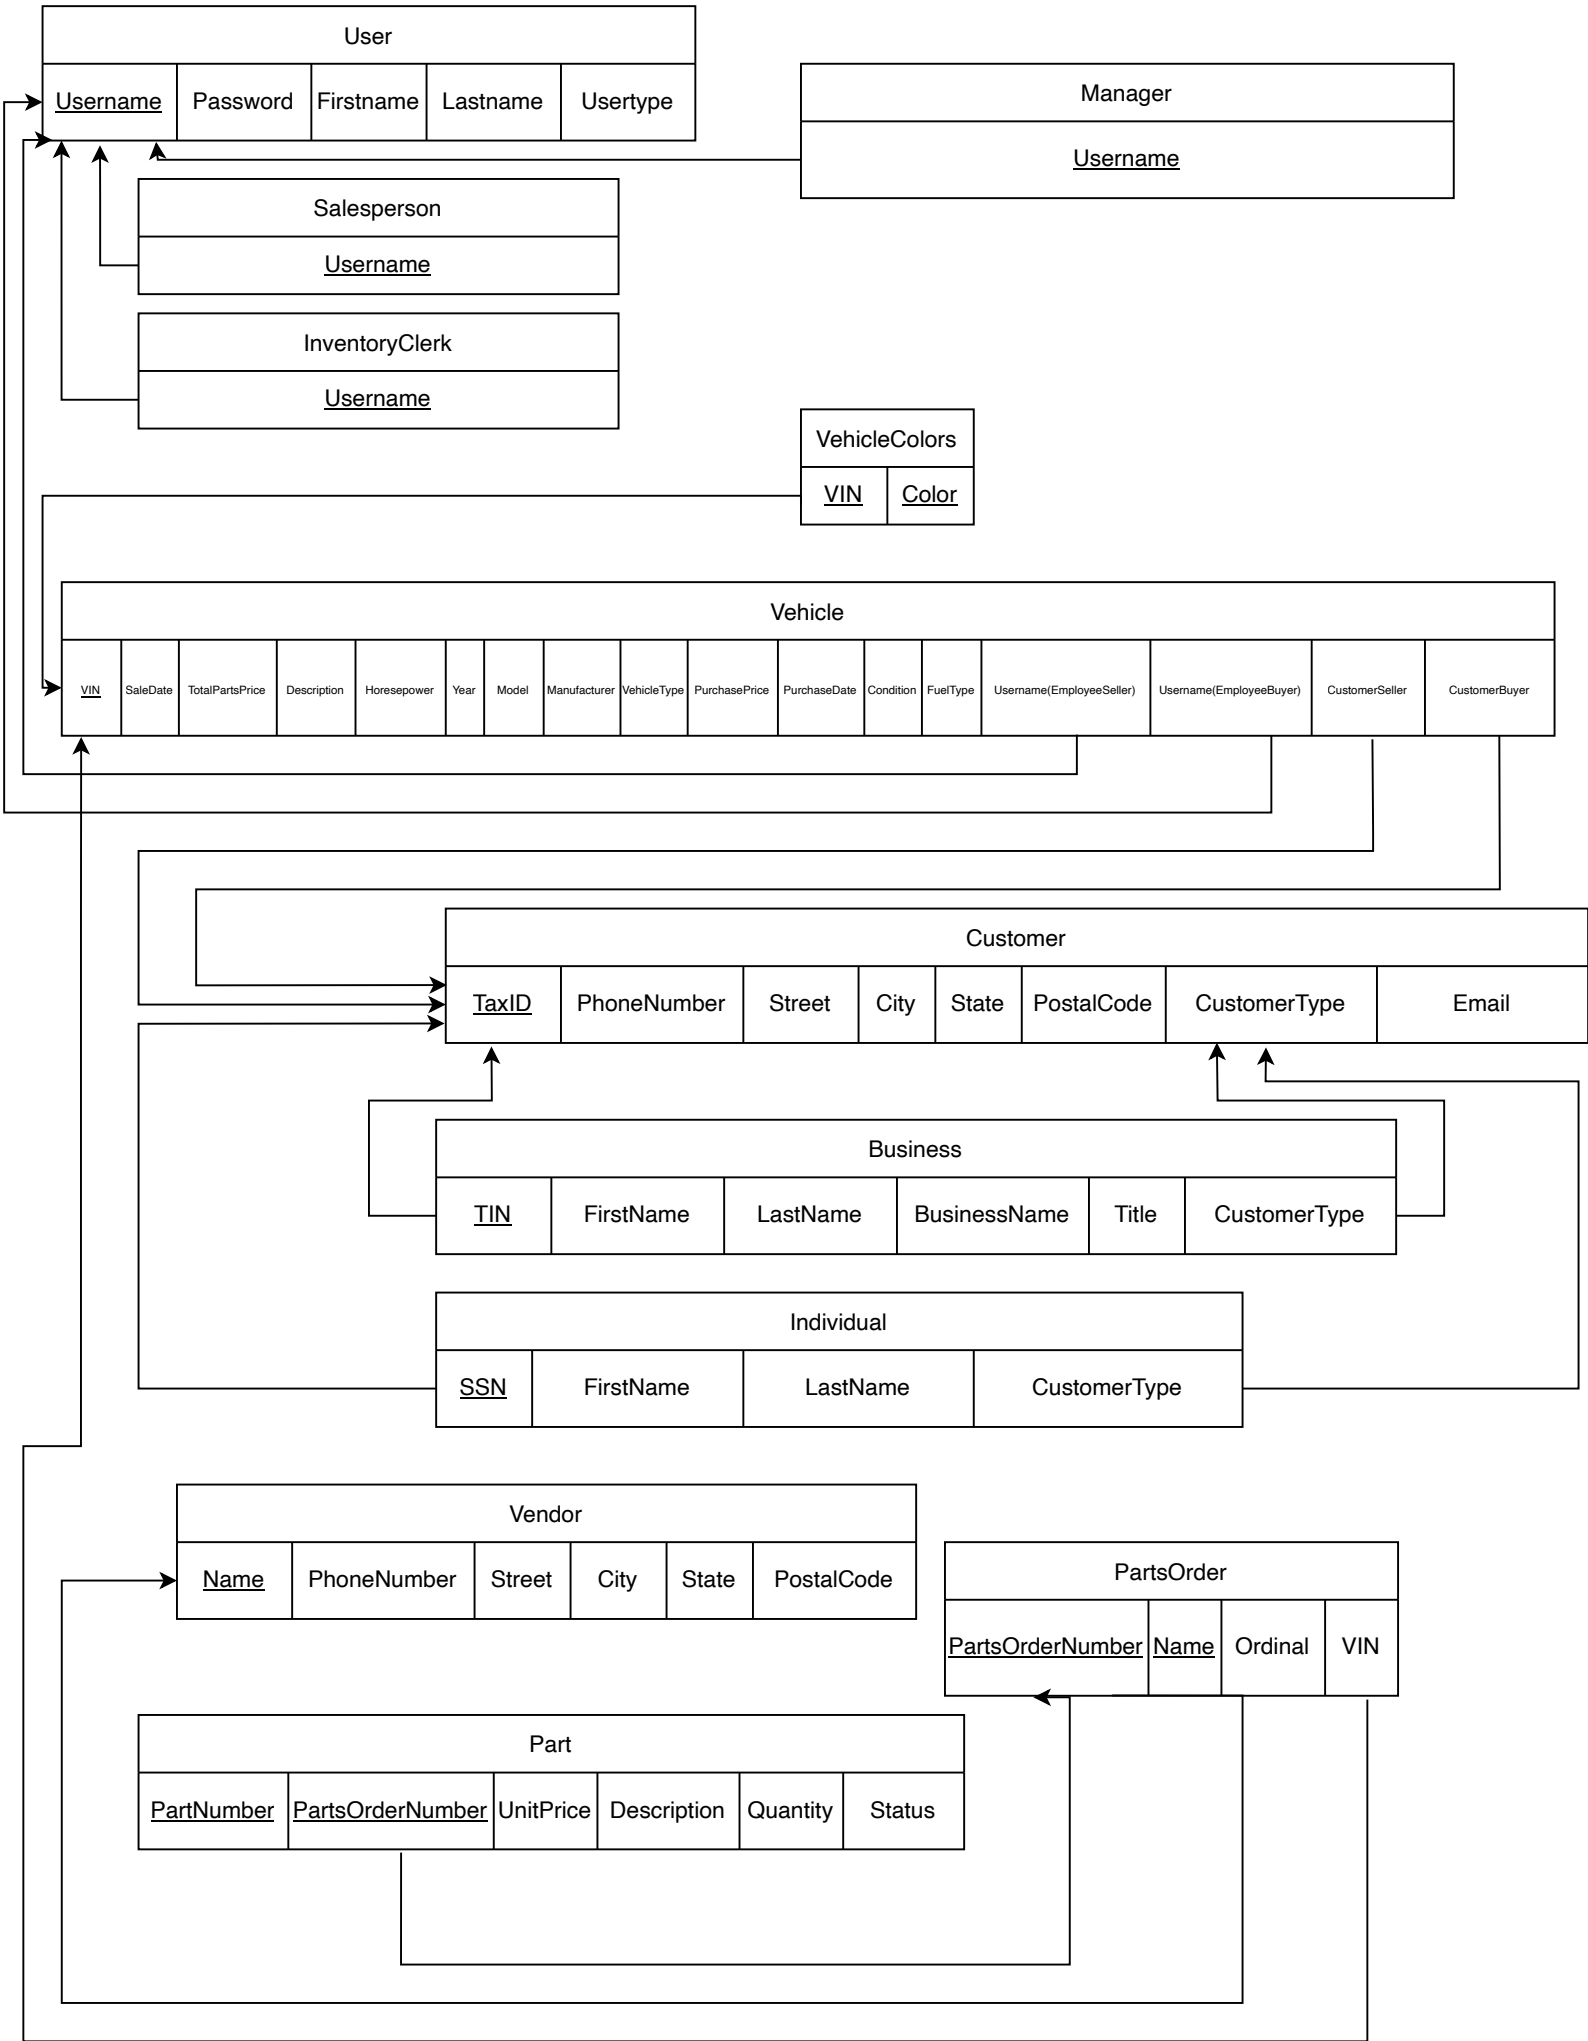 User
Username Password Firstname Lastname Usertype
Manager
Username
Salesperson
Username
InventoryClerk
Username
VehicleColors
VIN Color
Vehicle
VIN SaleDate TotalPartsPrice Description Horesepower Year Model Manufacturer VehicleType PurchasePrice PurchaseDate Condition FuelType Username(EmployeeSeller) Username(EmployeeBuyer) CustomerSeller CustomerBuyer
Customer
TaxID PhoneNumber Street City State PostalCode CustomerType Email
Business
TIN FirstName LastName BusinessName Title CustomerType
Individual
SSN FirstName LastName CustomerType
Vendor
Name PhoneNumber Street City State PostalCode
PartsOrder
PartsOrderNumber Name Ordinal VIN
Part
PartNumber PartsOrderNumber UnitPrice Description Quantity Status